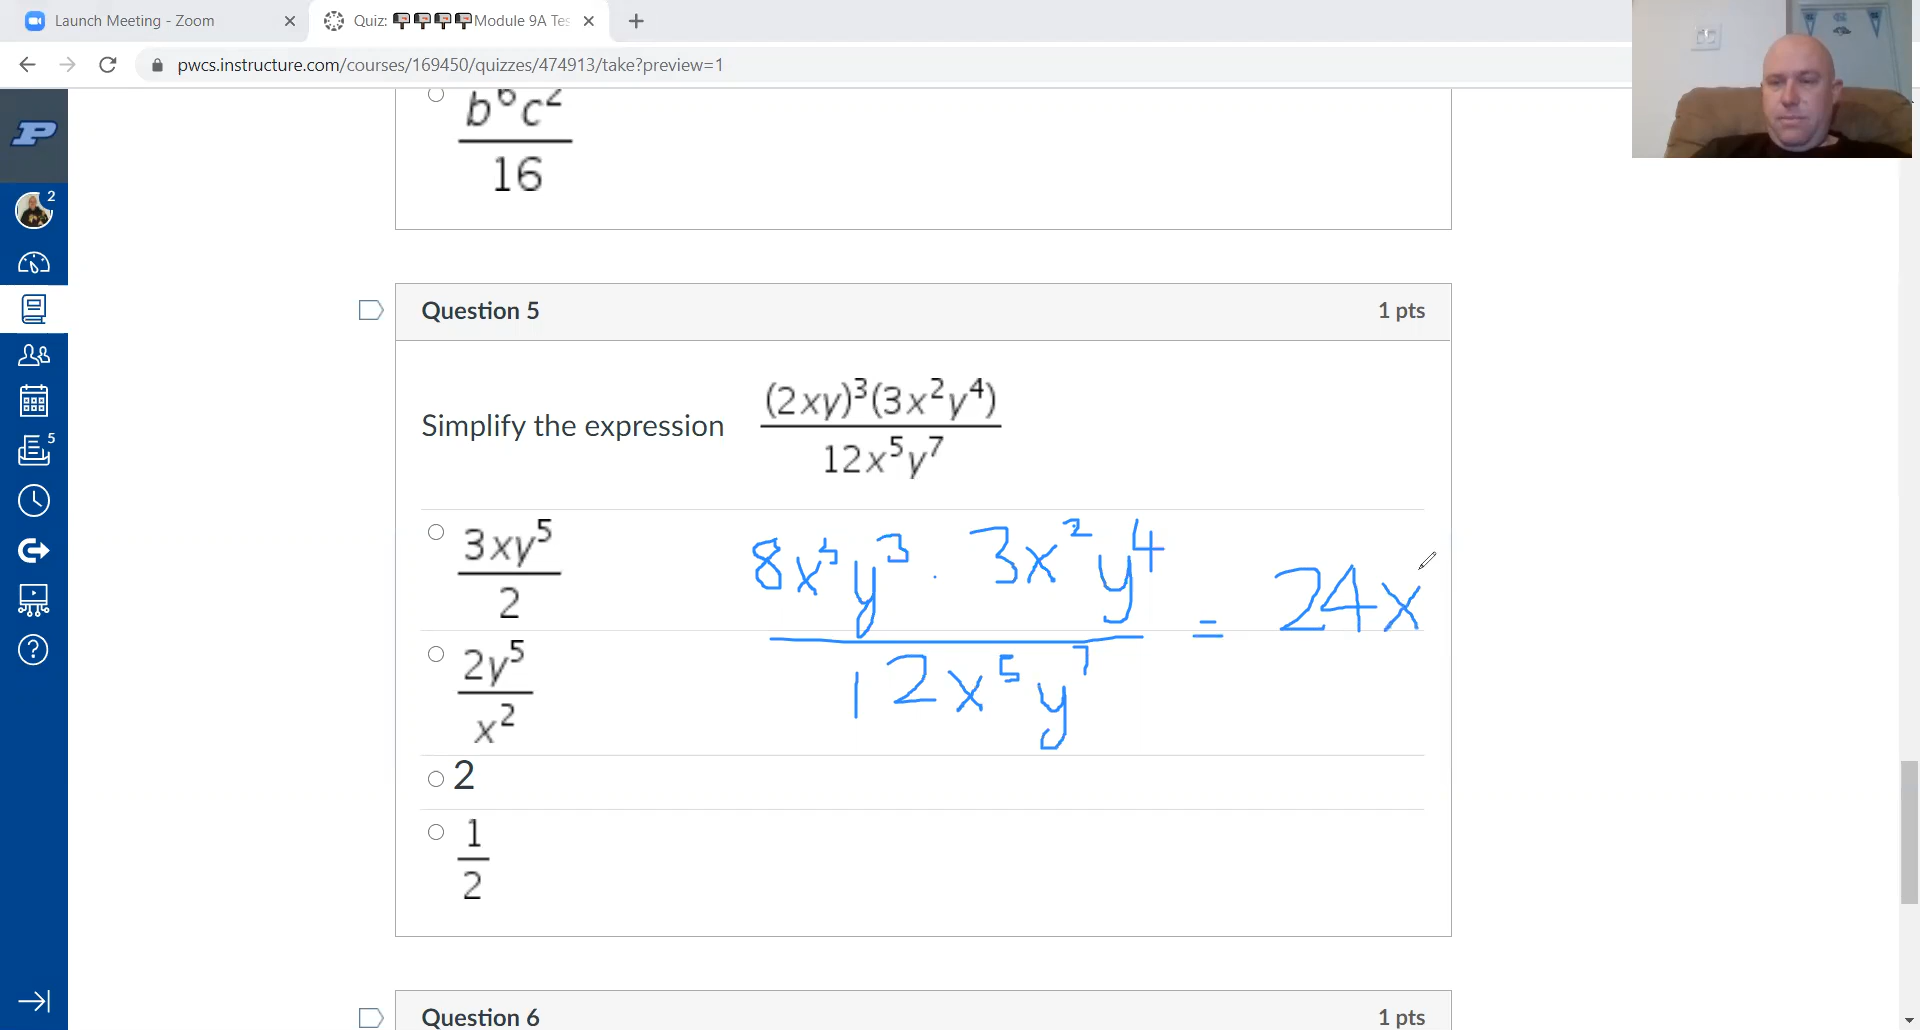 Launch Meeting - Zoom
Quiz: Module 9A Tes
pwcs.instructure.com/courses/169450/quizzes/474913/take?preview=1
P
2
5
b⁶c²
16
Question 5
1 pts
Simplify the expression
(2xy)³(3x²y⁴)
12x⁵y⁷
3xy⁵
2
2y⁵
x²
2
1
2
8x³y³ · 3x²y⁴
12x⁵y⁷
= 24x
Question 6
1 pts